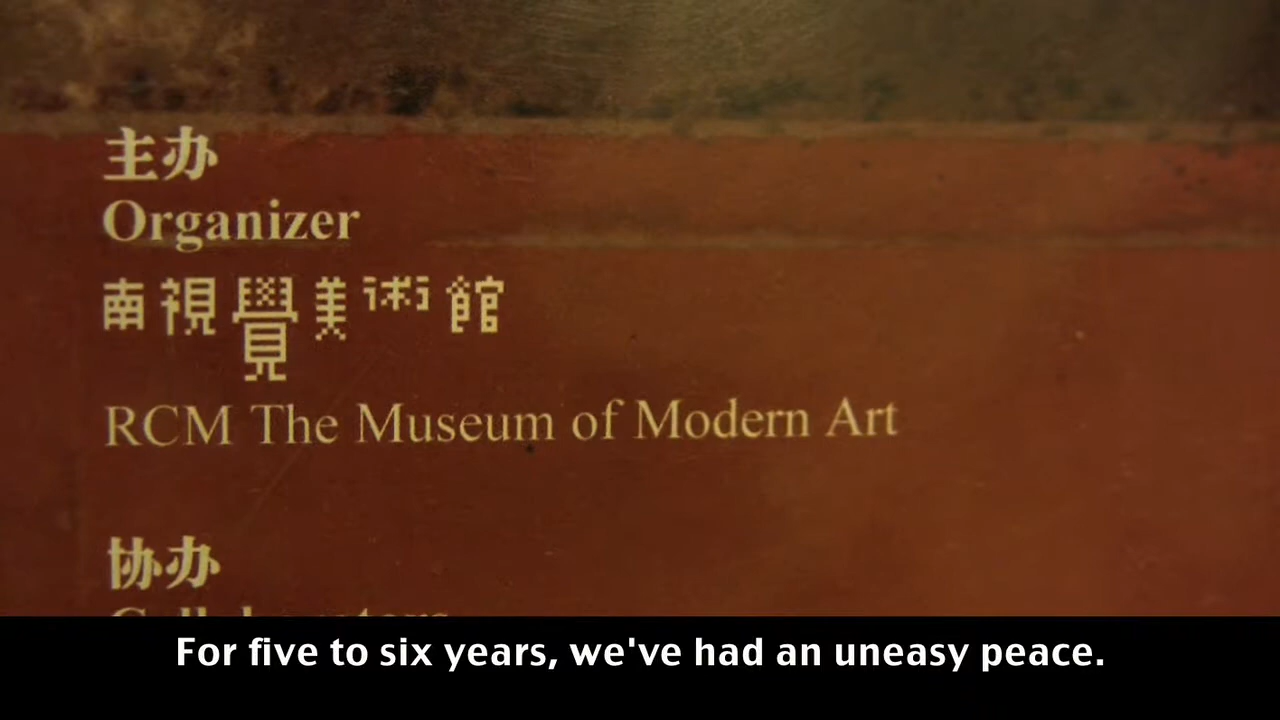 主办
Organizer
南視覺美術館
RCM The Museum of Modern Art
协办
Collaborators
For five to six years, we've had an uneasy peace.